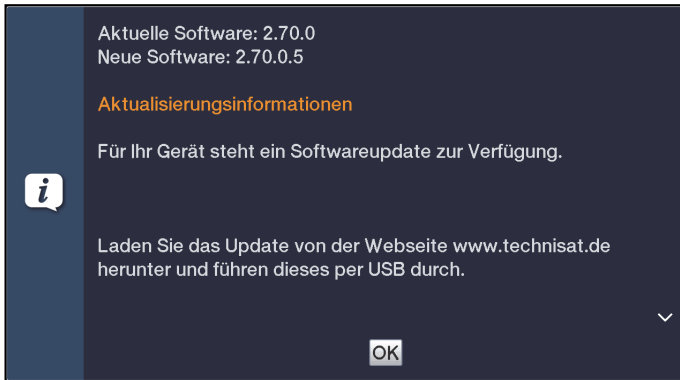 Aktuelle Software: 2.70.0
Neue Software: 2.70.0.5
Aktualisierungsinformationen
Für Ihr Gerät steht ein Softwareupdate zur Verfügung.
Laden Sie das Update von der Webseite www.technisat.de
herunter und führen dieses per USB durch.
OK